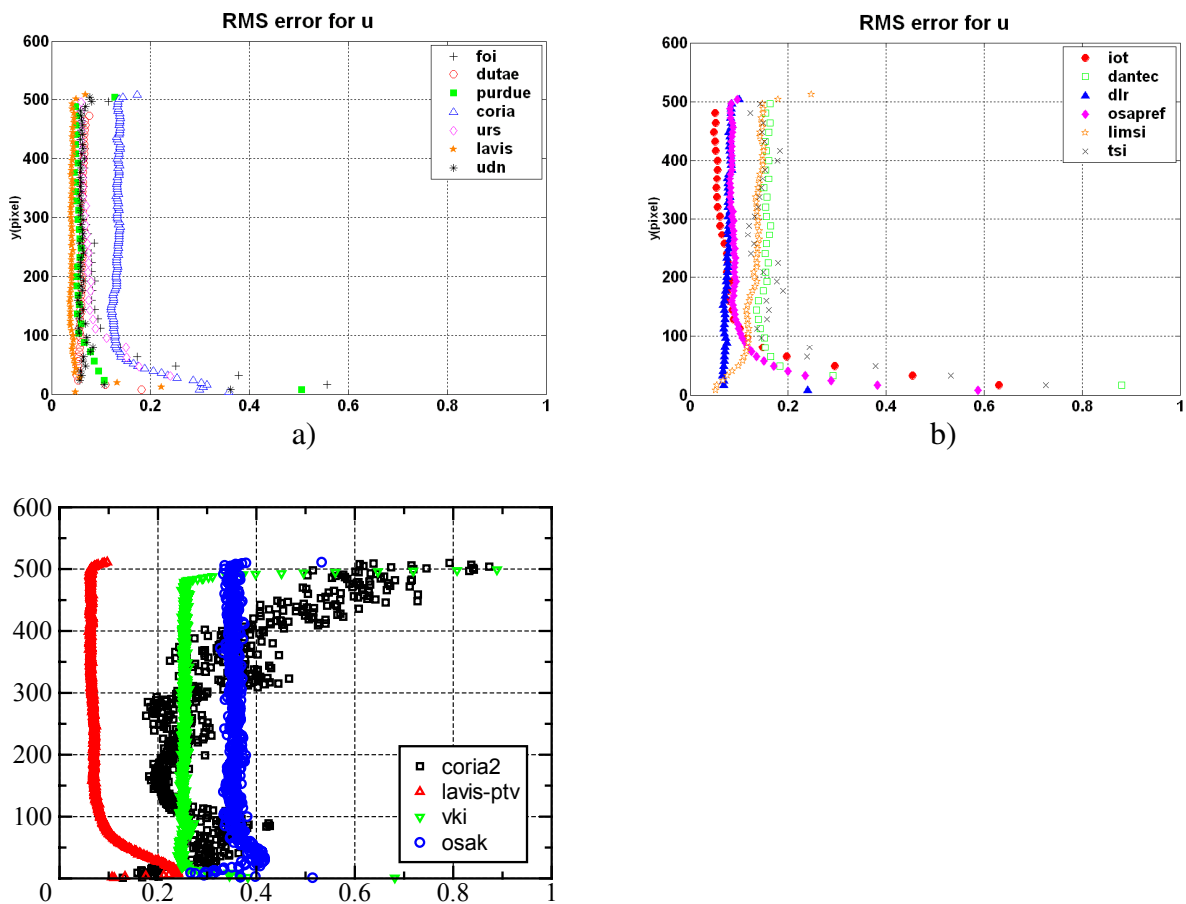 RMS error for u
600
500
400
300
200
100
0
y(pixel)
0 0.2 0.4 0.6 0.8 1
foi
dutae
purdue
coria
urs
lavis
udn
a)
RMS error for u
600
500
400
300
200
100
0
y(pixel)
0 0.2 0.4 0.6 0.8 1
iot
dantec
dlr
osapref
limsi
tsi
b)
600
500
400
300
200
100
0
0 0.2 0.4 0.6 0.8 1
coria2
lavis-ptv
vki
osak